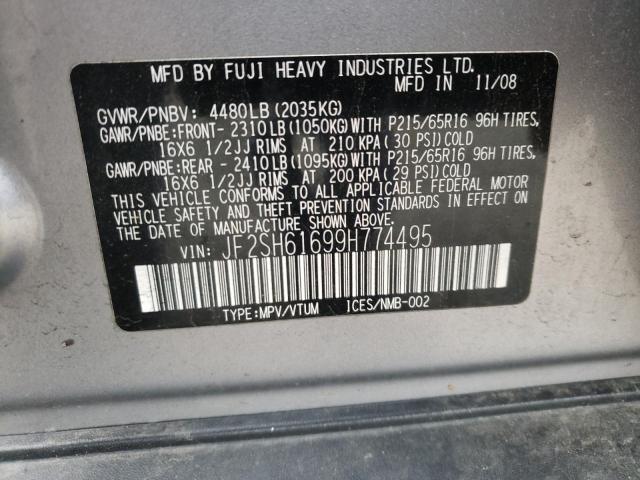 MFD BY FUJI HEAVY INDUSTRIES LTD.
MFD IN 11/08
GVWR/PNBV: 4480LB (2035KG)
GAWR/PNBE:FRONT- 2310LB(1050KG)WITH P215/65R16 96H TIRES,
16X6 1/2JJ RIMS AT 210 KPA( 30 PSI)COLD
GAWR/PNBE:REAR - 2410LB(1095KG)WITH P215/65R16 96H TIRES,
16X6 1/2JJ RIMS AT 200 KPA( 29 PSI)COLD
THIS VEHICLE CONFORMS TO ALL APPLICABLE FEDERAL MOTOR
VEHICLE SAFETY AND THEFT PREVENTION STANDARDS IN EFFECT ON
THE DATE OF MANUFACTURE SHOWN ABOVE.
VIN: JF2SH61699H774495
TYPE:MPV/VTUM ICES/NMB-002